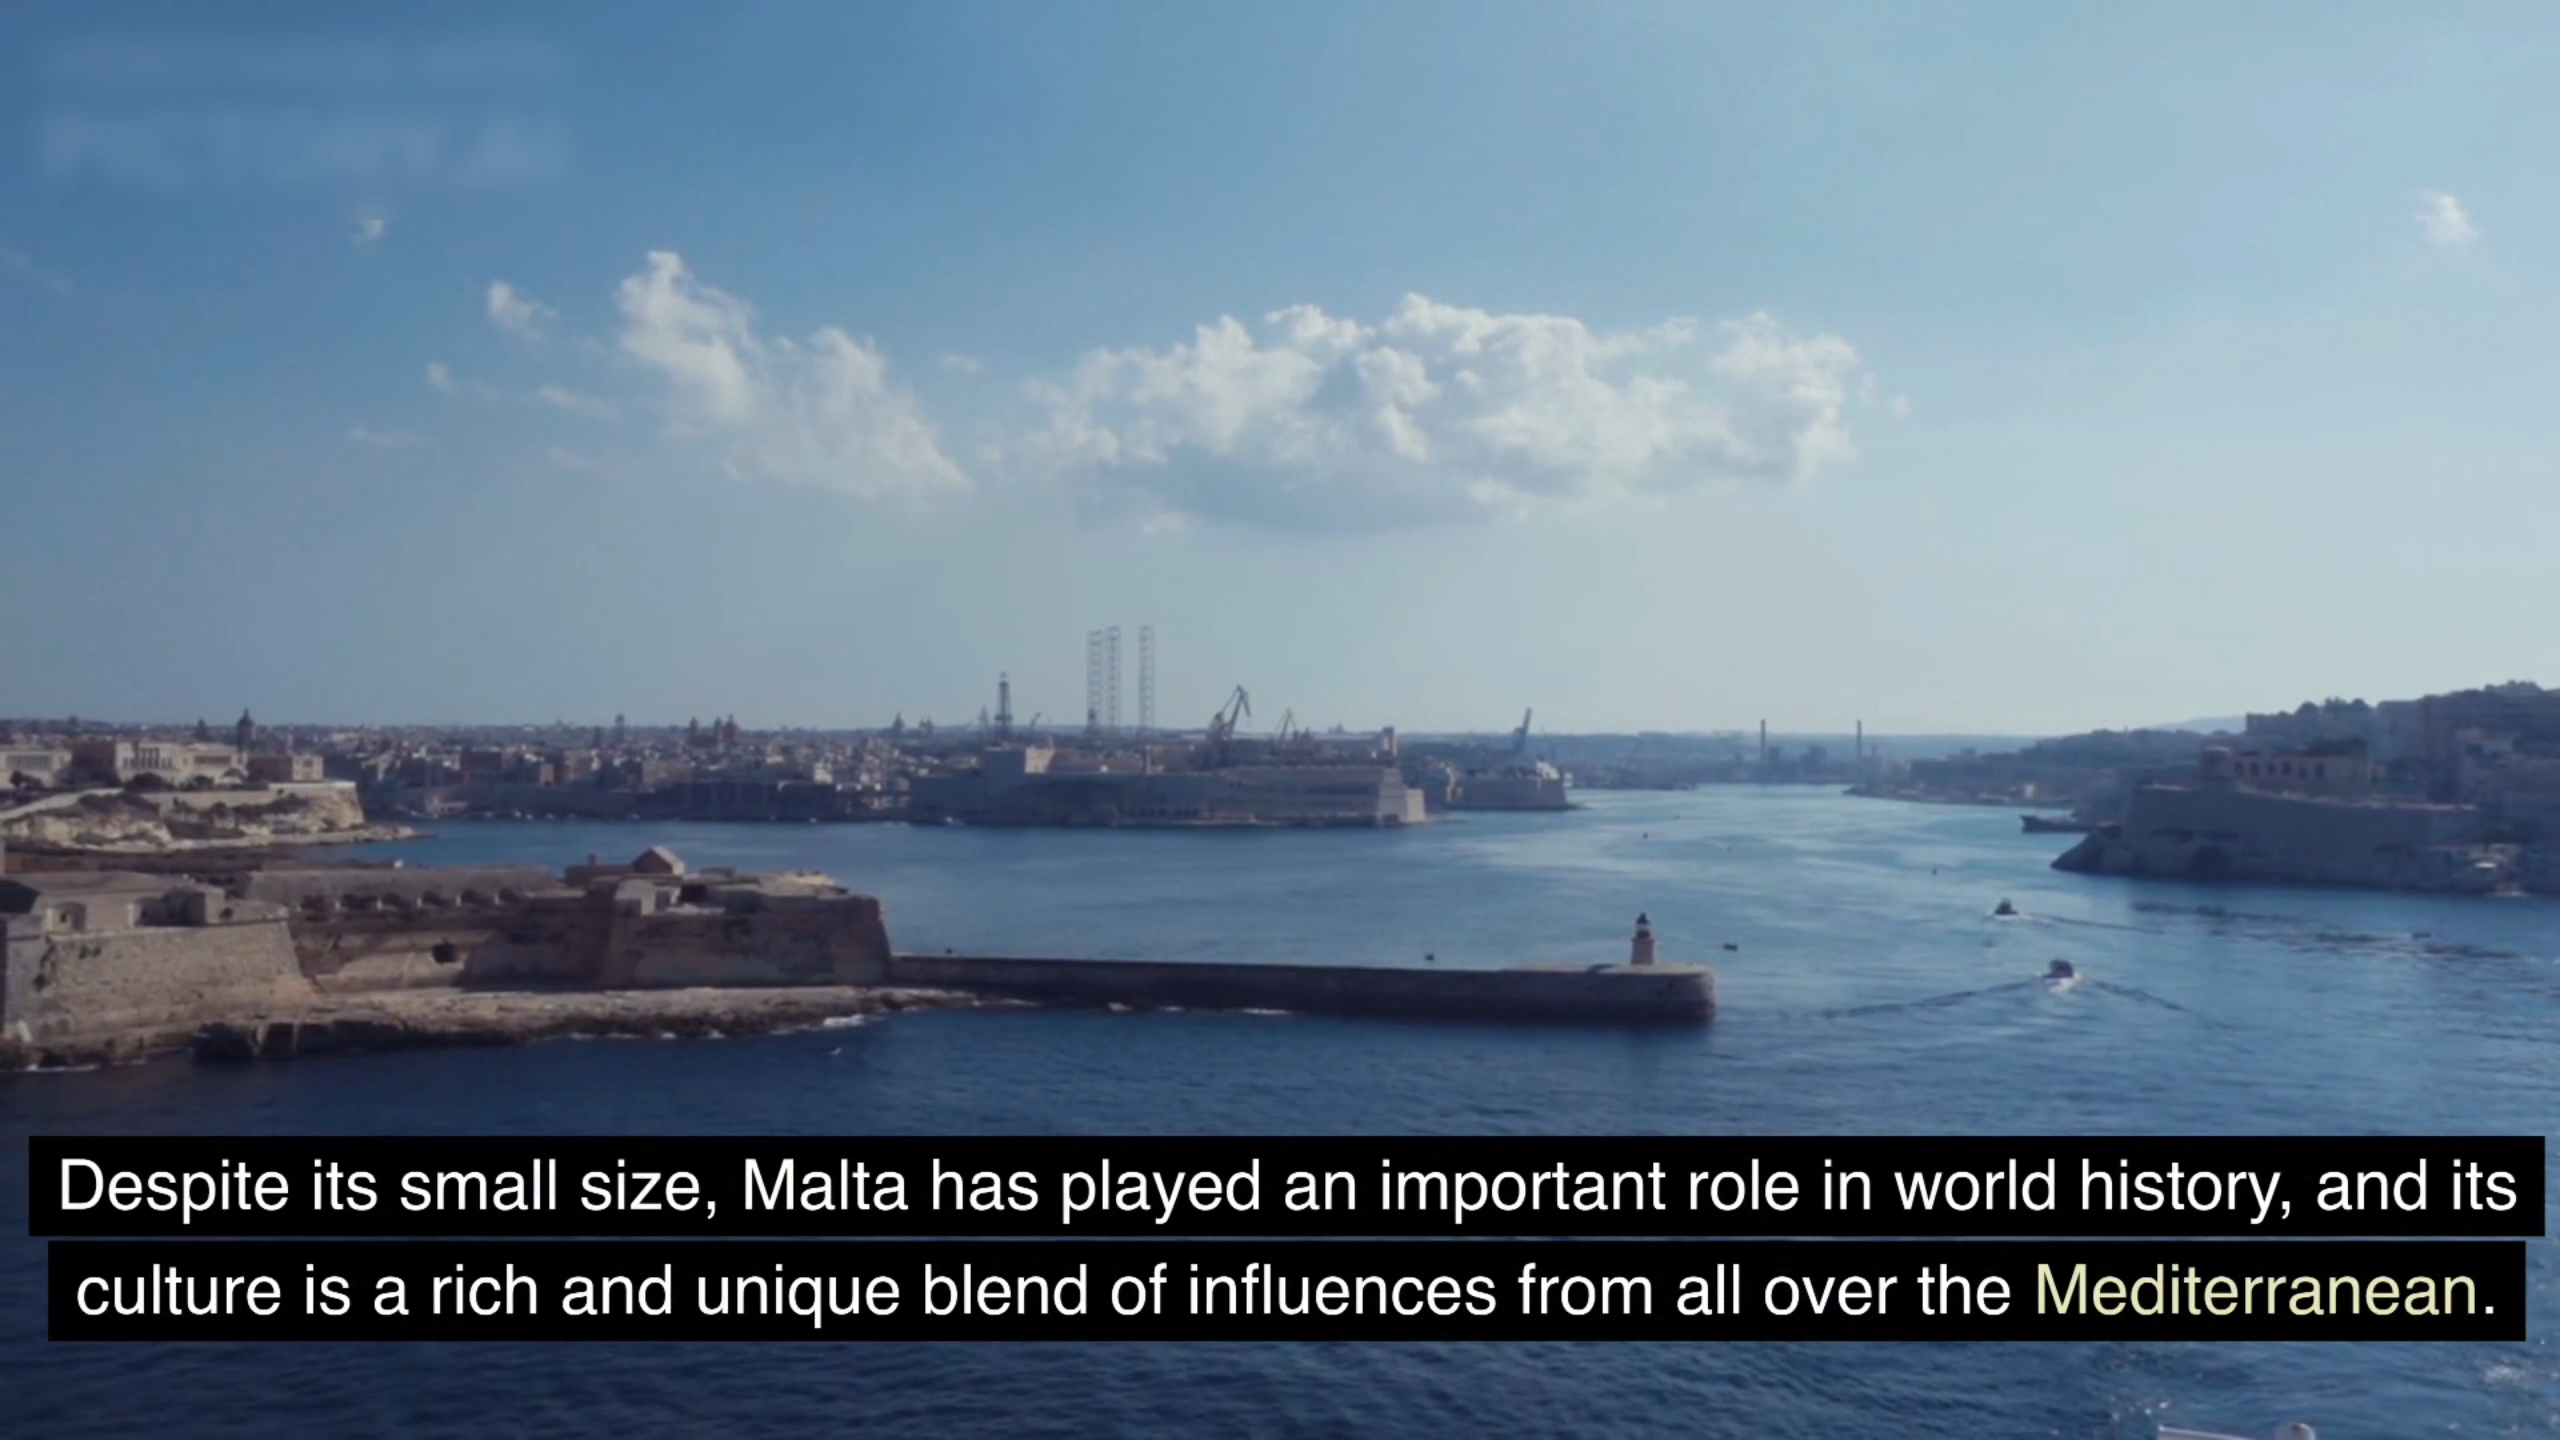 Despite its small size, Malta has played an important role in world history, and its
culture is a rich and unique blend of influences from all over the Mediterranean.